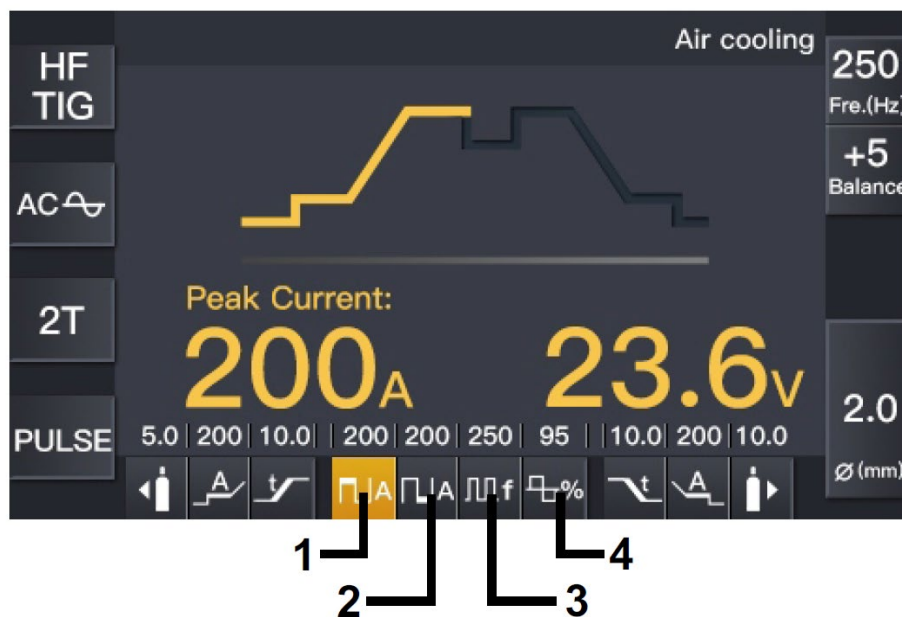 Air cooling
HF
TIG
AC
2T
PULSE
250
Fre.(Hz)
+5
Balance
2.0
Ø(mm)
Peak Current:
200A 23.6V
5.0 200 10.0 200 200 250 95 10.0 200 10.0
A t A A f % t A
1 2 3 4